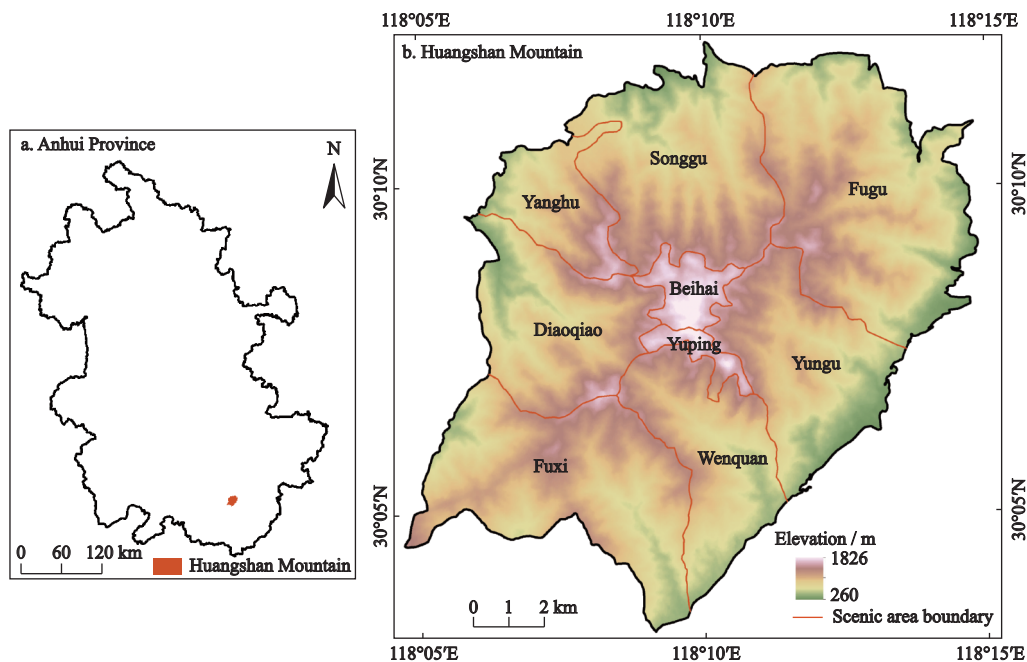 118°05′E 118°10′E 118°15′E
b. Huangshan Mountain
a. Anhui Province
N
Songgu
30°10′N
30°10′N
Fugu
Yanghu
Beihai
Diaoqiao
Yuping
Yungu
Wenquan
Fuxi
30°05′N
30°05′N
0 60 120 km
Huangshan Mountain
Elevation / m
1826
260
0 1 2 km
Scenic area boundary
118°05′E 118°10′E 118°15′E